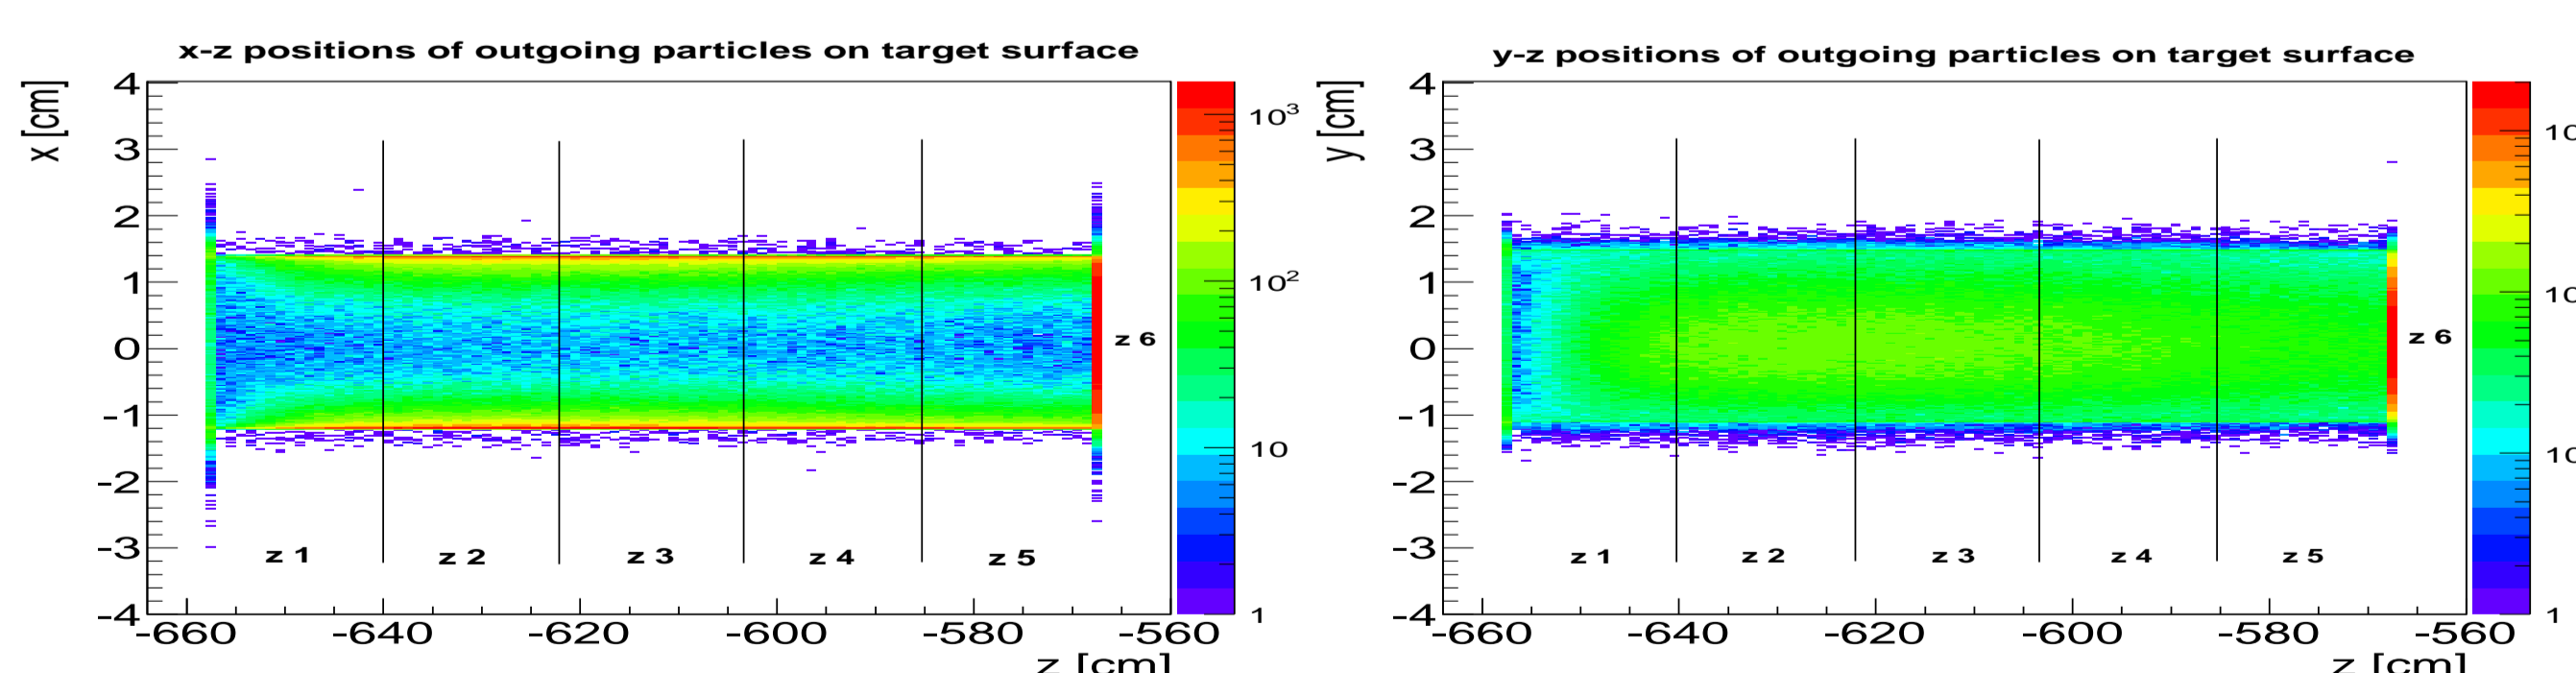 x-z positions of outgoing particles on target surface
x [cm]
4
3
2
1
0
-1
-2
-3
-4
z 1
z 2
z 3
z 4
z 5
z 6
-660
-640
-620
-600
-580
-560
z [cm]
10³
10²
10
1
y-z positions of outgoing particles on target surface
y [cm]
4
3
2
1
0
-1
-2
-3
-4
z 1
z 2
z 3
z 4
z 5
z 6
-660
-640
-620
-600
-580
-560
z [cm]
1